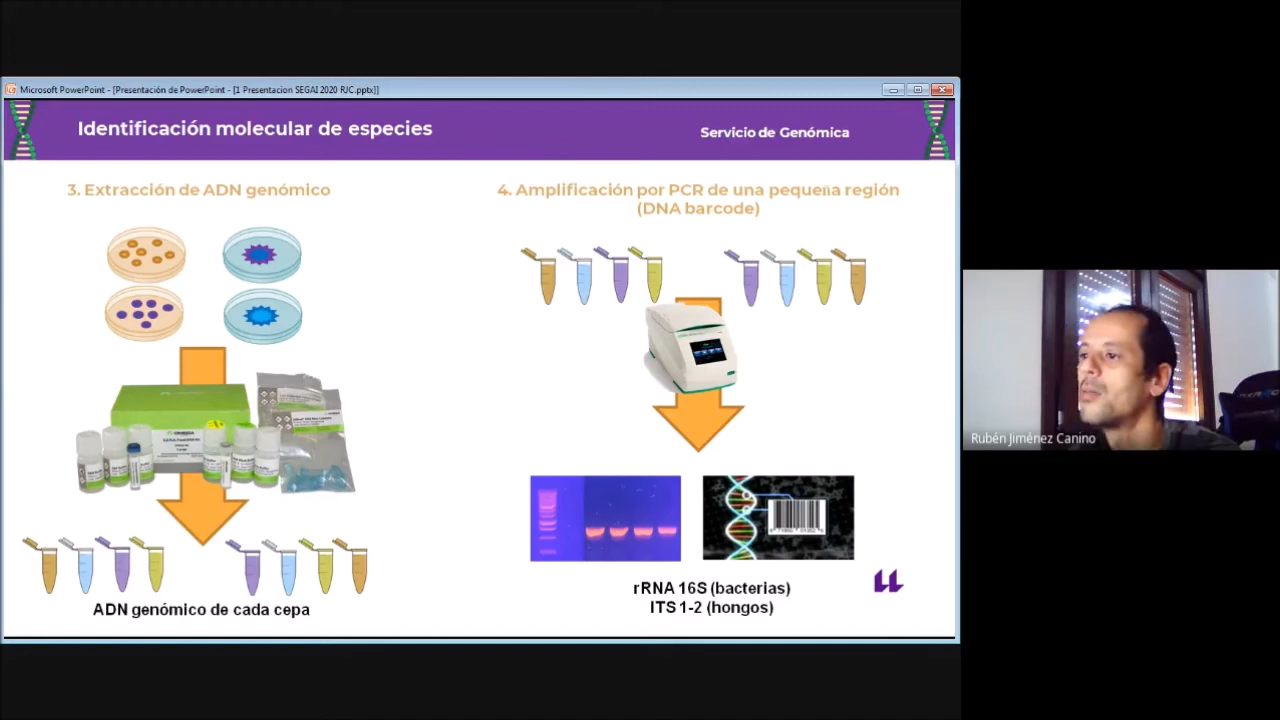 Microsoft PowerPoint - [Presentación de PowerPoint - [1 Presentacion SEGAI 2020 RJC.pptx]]
Identificación molecular de especies
Servicio de Genómica
3. Extracción de ADN genómico
4. Amplificación por PCR de una pequeña región
(DNA barcode)
ADN genómico de cada cepa
rRNA 16S (bacterias)
ITS 1-2 (hongos)
Rubén Jiménez Canino